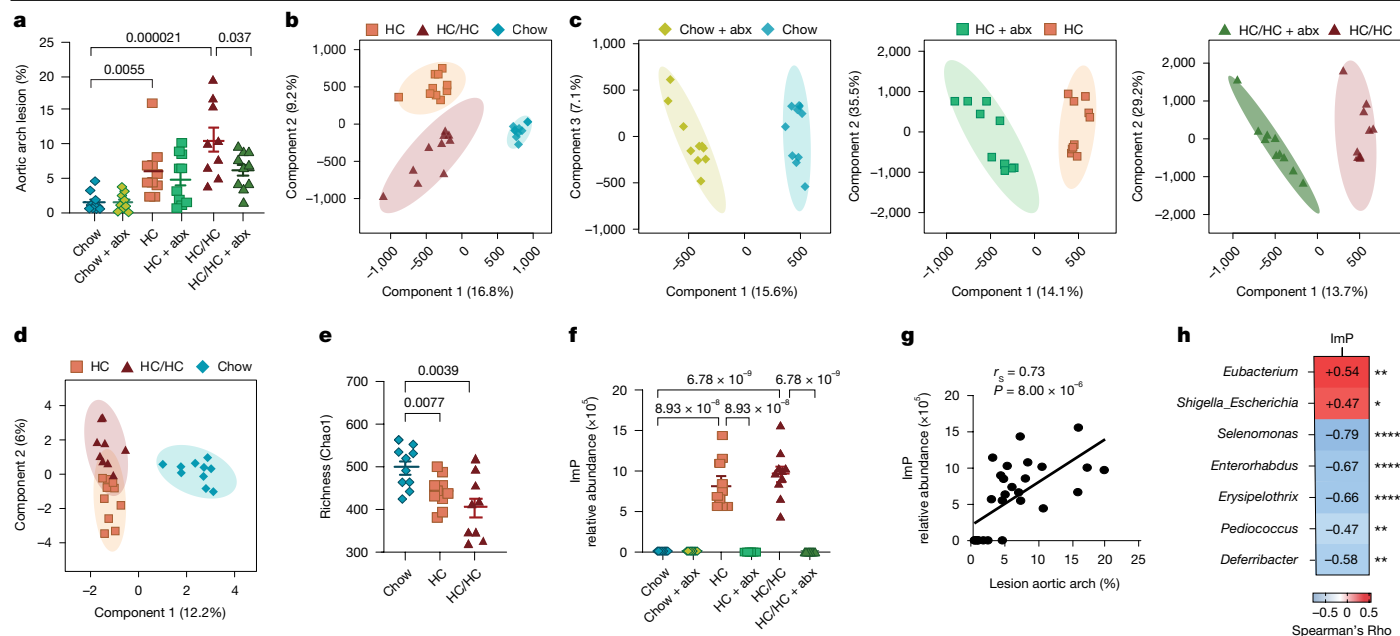 a
0.000021
0.037
0.0055
Aortic arch lesion (%)
25
20
15
10
5
0
Chow
Chow + abx
HC
HC + abx
HC/HC
HC/HC + abx
b
HC HC/HC Chow
Component 2 (9.2%)
1,000
500
0
−500
−1,000
−1,000 −500 0 500 1,000
Component 1 (16.8%)
c
Chow + abx Chow
Component 3 (7.1%)
1,000
500
0
−500
−1,000
−500 0 500
Component 1 (15.6%)
HC + abx HC
Component 2 (35.5%)
2,000
1,000
0
−1,000
−2,000
−1,000 −500 0 500
Component 1 (14.1%)
HC/HC + abx HC/HC
Component 2 (29.2%)
2,000
1,000
0
−1,000
−2,000
−1,000 −500 0 500
Component 1 (13.7%)
d
HC HC/HC Chow
Component 2 (6%)
4
2
0
−2
−4
−2 0 2 4
Component 1 (12.2%)
e
0.0039
0.0077
Richness (Chao1)
700
600
500
400
300
Chow
HC
HC/HC
f
6.78 × 10⁻⁹ 6.78 × 10⁻⁹
8.93 × 10⁻⁸ 8.93 × 10⁻⁸
ImP
relative abundance (×10⁵)
20
15
10
5
0
Chow
Chow + abx
HC
HC + abx
HC/HC
HC/HC + abx
g
rS = 0.73
P = 8.00 × 10⁻⁶
ImP
relative abundance (×10⁵)
20
15
10
5
0
0 5 10 15 20 25
Lesion aortic arch (%)
h
ImP
Eubacterium +0.54 **
Shigella_Escherichia +0.47 *
Selenomonas −0.79 ****
Enterorhabdus −0.67 ****
Erysipelothrix −0.66 ****
Pediococcus −0.47 **
Deferribacter −0.58 **
−0.5 0 0.5
Spearman's Rho